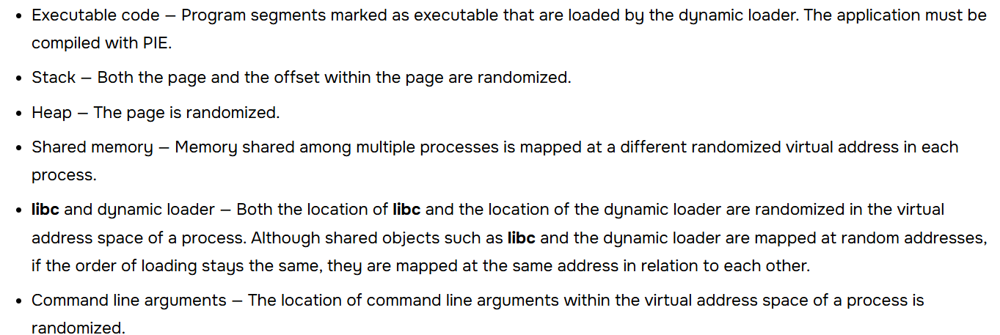 • Executable code — Program segments marked as executable that are loaded by the dynamic loader. The application must be
compiled with PIE.
• Stack — Both the page and the offset within the page are randomized.
• Heap — The page is randomized.
• Shared memory — Memory shared among multiple processes is mapped at a different randomized virtual address in each
process.
• libc and dynamic loader — Both the location of libc and the location of the dynamic loader are randomized in the virtual
address space of a process. Although shared objects such as libc and the dynamic loader are mapped at random addresses,
if the order of loading stays the same, they are mapped at the same address in relation to each other.
• Command line arguments — The location of command line arguments within the virtual address space of a process is
randomized.